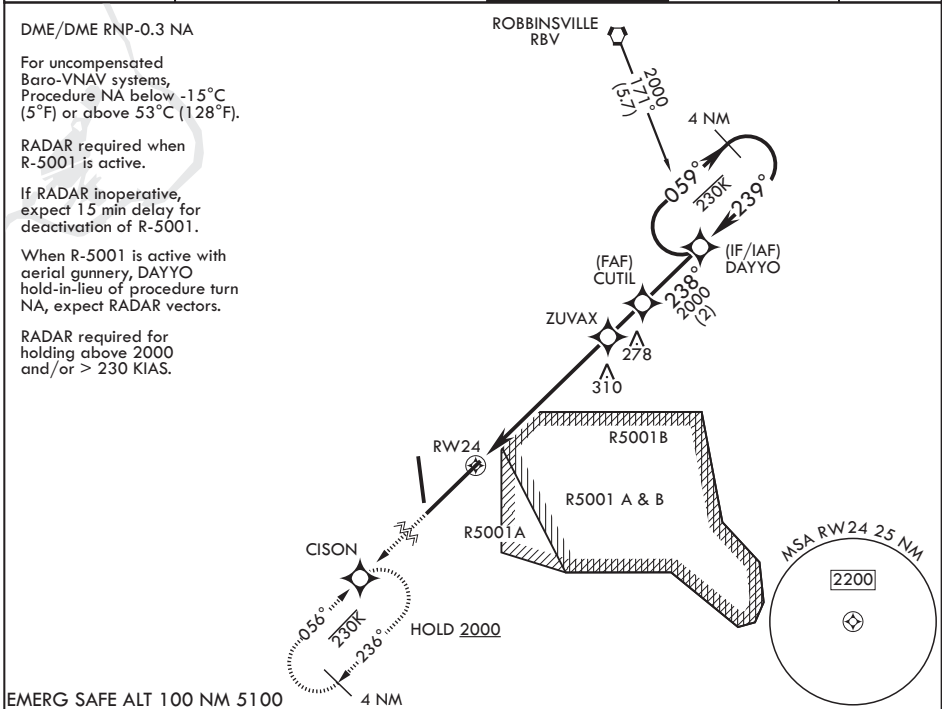 DME/DME RNP-0.3 NA
For uncompensated
Baro-VNAV systems,
Procedure NA below -15°C
(5°F) or above 53°C (128°F).
RADAR required when
R-5001 is active.
If RADAR inoperative,
expect 15 min delay for
deactivation of R-5001.
When R-5001 is active with
aerial gunnery, DAYYO
hold-in-lieu of procedure turn
NA, expect RADAR vectors.
RADAR required for
holding above 2000
and/or > 230 KIAS.
ROBBINSVILLE
RBV
2000
171°
(5.7)
4 NM
059°
230K
239°
(IF/IAF)
DAYYO
(FAF)
CUTIL
238°
2000
(2)
ZUVAX
278
310
RW24
R5001B
R5001 A & B
R5001A
CISON
056°
230K
236°
HOLD 2000
4 NM
MSA RW24 25 NM
2200
EMERG SAFE ALT 100 NM 5100